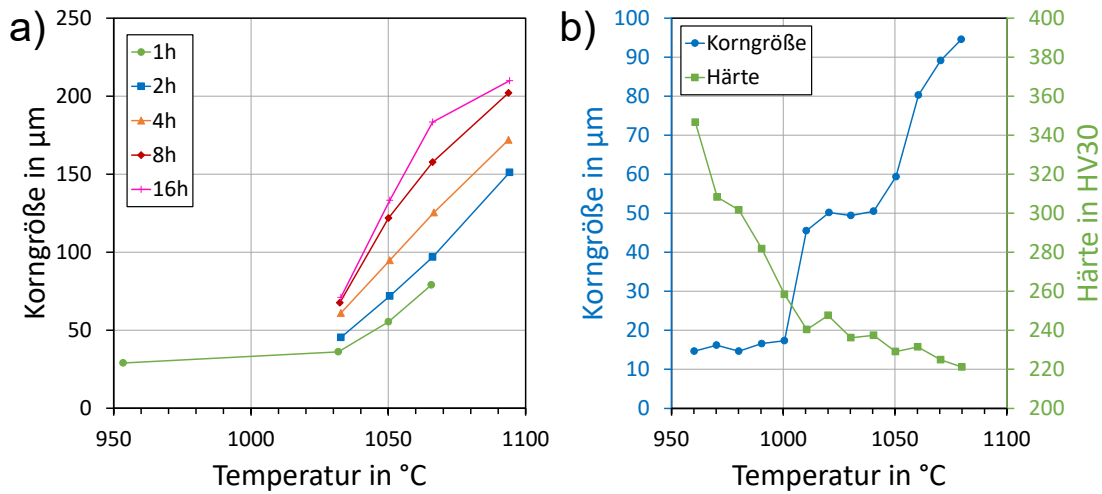 a)
1h
2h
4h
8h
16h
250
200
150
100
50
0
Korngröße in µm
950
1000
1050
1100
Temperatur in °C
b)
Korngröße
Härte
100
90
80
70
60
50
40
30
20
10
0
Korngröße in µm
400
380
360
340
320
300
280
260
240
220
200
Härte in HV30
950
1000
1050
1100
Temperatur in °C